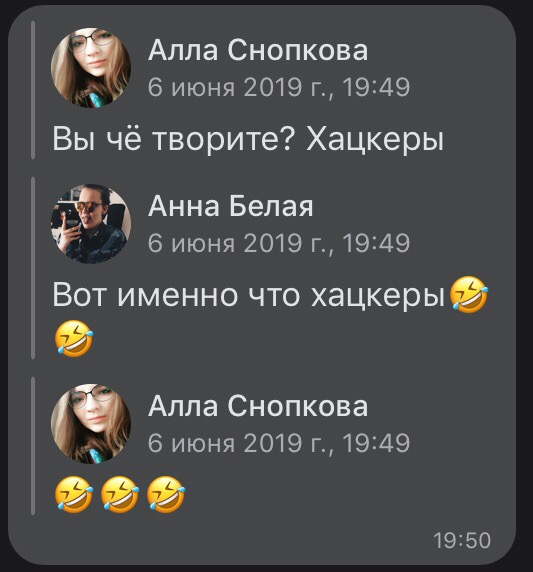 Алла Снопкова
6 июня 2019 г., 19:49
Вы чё творите? Хацкеры
Анна Белая
6 июня 2019 г., 19:49
Вот именно что хацкеры🤣
🤣
Алла Снопкова
6 июня 2019 г., 19:49
🤣🤣🤣
19:50